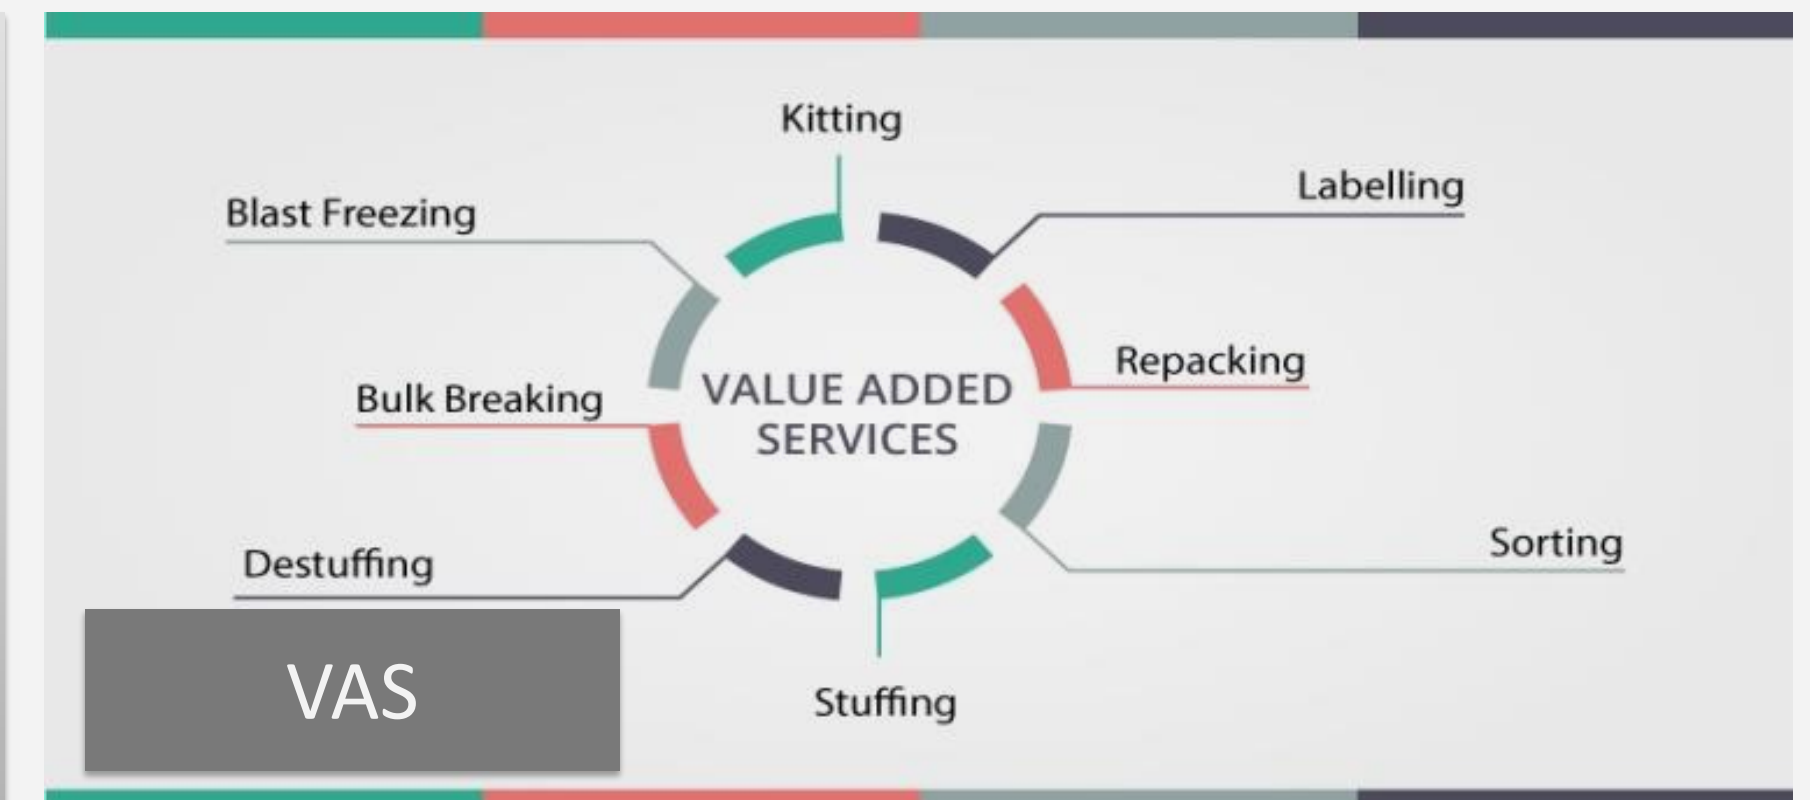 Kitting
Labelling
Blast Freezing
Repacking
VALUE ADDED
SERVICES
Bulk Breaking
Sorting
Destuffing
VAS
Stuffing